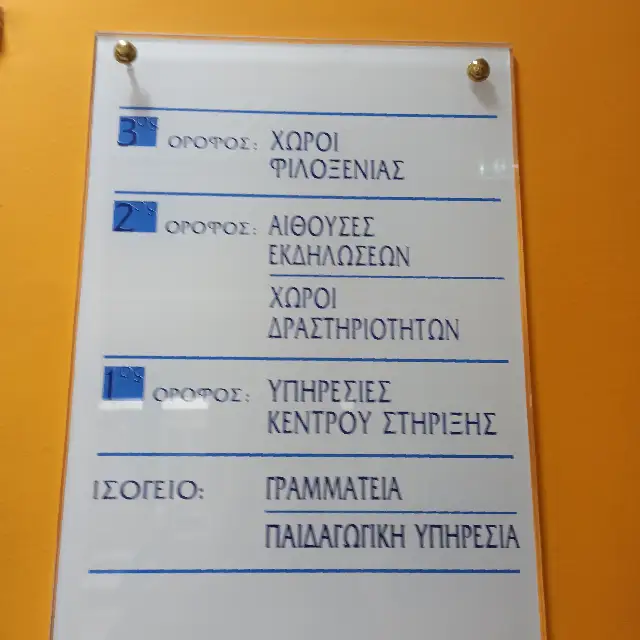 3ος ΟΡΟΦΟΣ: ΧΩΡΟΙ
ΦΙΛΟΞΕΝΙΑΣ
2ος ΟΡΟΦΟΣ: ΑΙΘΟΥΣΕΣ
ΕΚΔΗΛΩΣΕΩΝ
ΧΩΡΟΙ
ΔΡΑΣΤΗΡΙΟΤΗΤΩΝ
1ος ΟΡΟΦΟΣ: ΥΠΗΡΕΣΙΕΣ
ΚΕΝΤΡΟΥ ΣΤΗΡΙΞΗΣ
ΙΣΟΓΕΙΟ: ΓΡΑΜΜΑΤΕΙΑ
ΠΑΙΔΑΓΩΓΙΚΗ ΥΠΗΡΕΣΙΑ